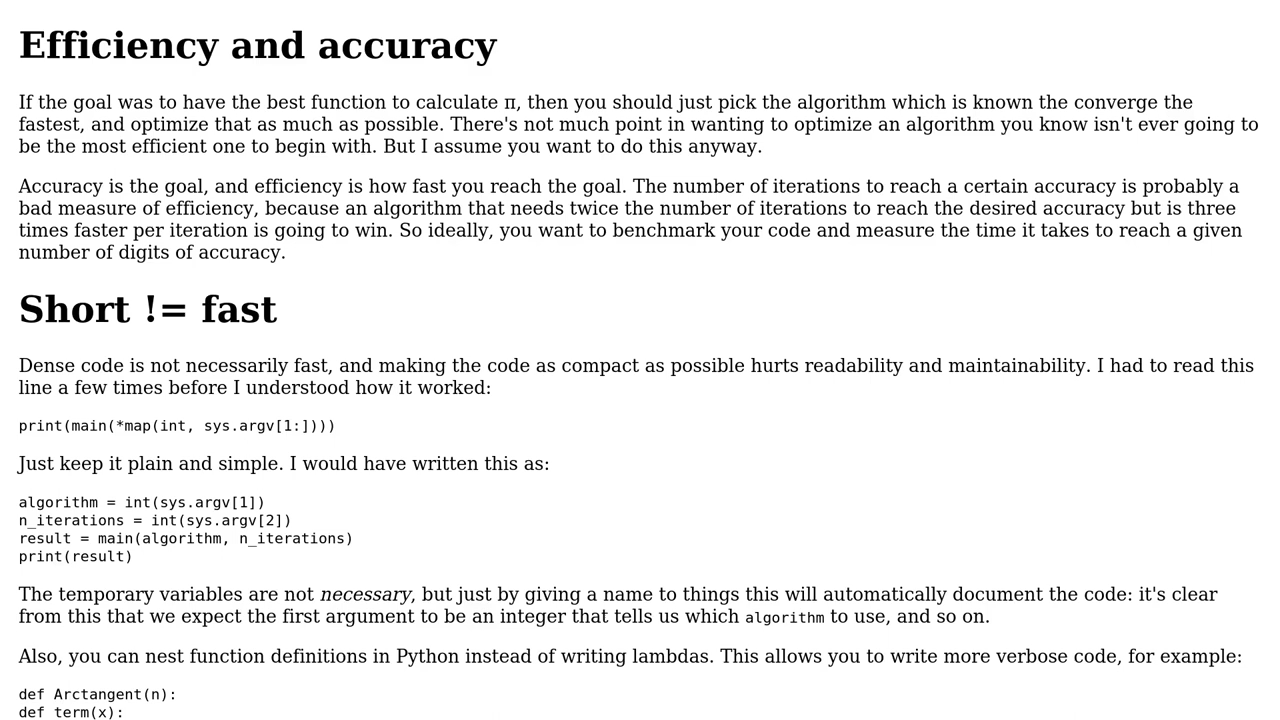 Efficiency and accuracy
If the goal was to have the best function to calculate π, then you should just pick the algorithm which is known the converge the
fastest, and optimize that as much as possible. There's not much point in wanting to optimize an algorithm you know isn't ever going to
be the most efficient one to begin with. But I assume you want to do this anyway.
Accuracy is the goal, and efficiency is how fast you reach the goal. The number of iterations to reach a certain accuracy is probably a
bad measure of efficiency, because an algorithm that needs twice the number of iterations to reach the desired accuracy but is three
times faster per iteration is going to win. So ideally, you want to benchmark your code and measure the time it takes to reach a given
number of digits of accuracy.
Short != fast
Dense code is not necessarily fast, and making the code as compact as possible hurts readability and maintainability. I had to read this
line a few times before I understood how it worked:
print(main(*map(int, sys.argv[1:])))
Just keep it plain and simple. I would have written this as:
algorithm = int(sys.argv[1])
n_iterations = int(sys.argv[2])
result = main(algorithm, n_iterations)
print(result)
The temporary variables are not necessary, but just by giving a name to things this will automatically document the code: it's clear
from this that we expect the first argument to be an integer that tells us which algorithm to use, and so on.
Also, you can nest function definitions in Python instead of writing lambdas. This allows you to write more verbose code, for example:
def Arctangent(n):
def term(x):